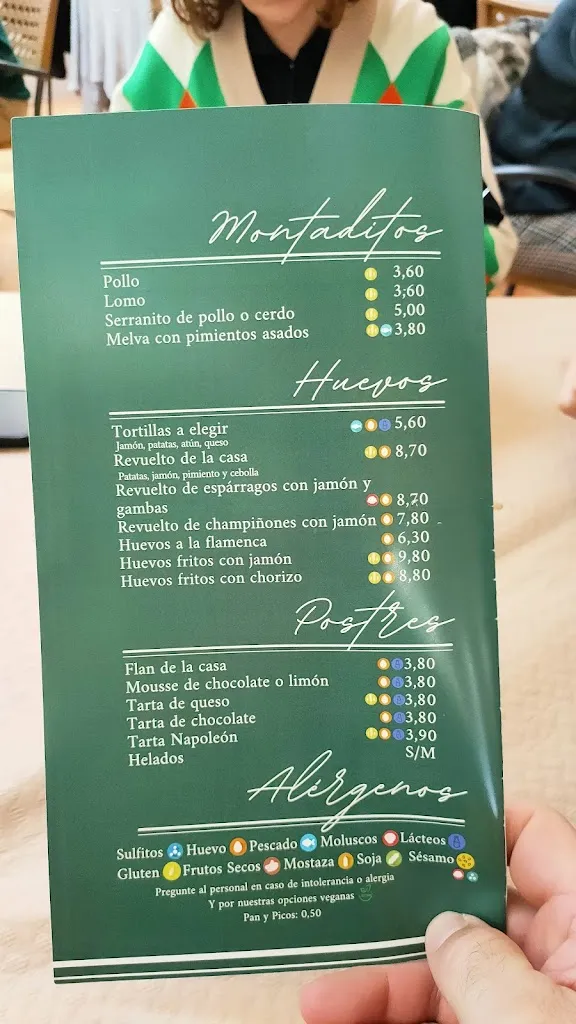 Montaditos
Pollo 3,60
Lomo 3,60
Serranito de pollo o cerdo 5,00
Melva con pimientos asados 3,80
Huevos
Tortillas a elegir 5,60
Jamón, patatas, atún, queso
Revuelto de la casa 8,70
Patatas, jamón, pimiento y cebolla
Revuelto de espárragos con jamón y
gambas 8,70
Revuelto de champiñones con jamón 7,80
Huevos a la flamenca 6,30
Huevos fritos con jamón 9,80
Huevos fritos con chorizo 8,80
Postres
Flan de la casa 3,80
Mousse de chocolate o limón 3,80
Tarta de queso 3,80
Tarta de chocolate 3,80
Tarta Napoleón 3,90
Helados S/M
Alérgenos
Sulfitos Huevo Pescado Moluscos Lácteos
Gluten Frutos Secos Mostaza Soja Sésamo
Pregunte al personal en caso de intolerancia o alergia
Y por nuestras opciones veganas
Pan y Picos: 0,50